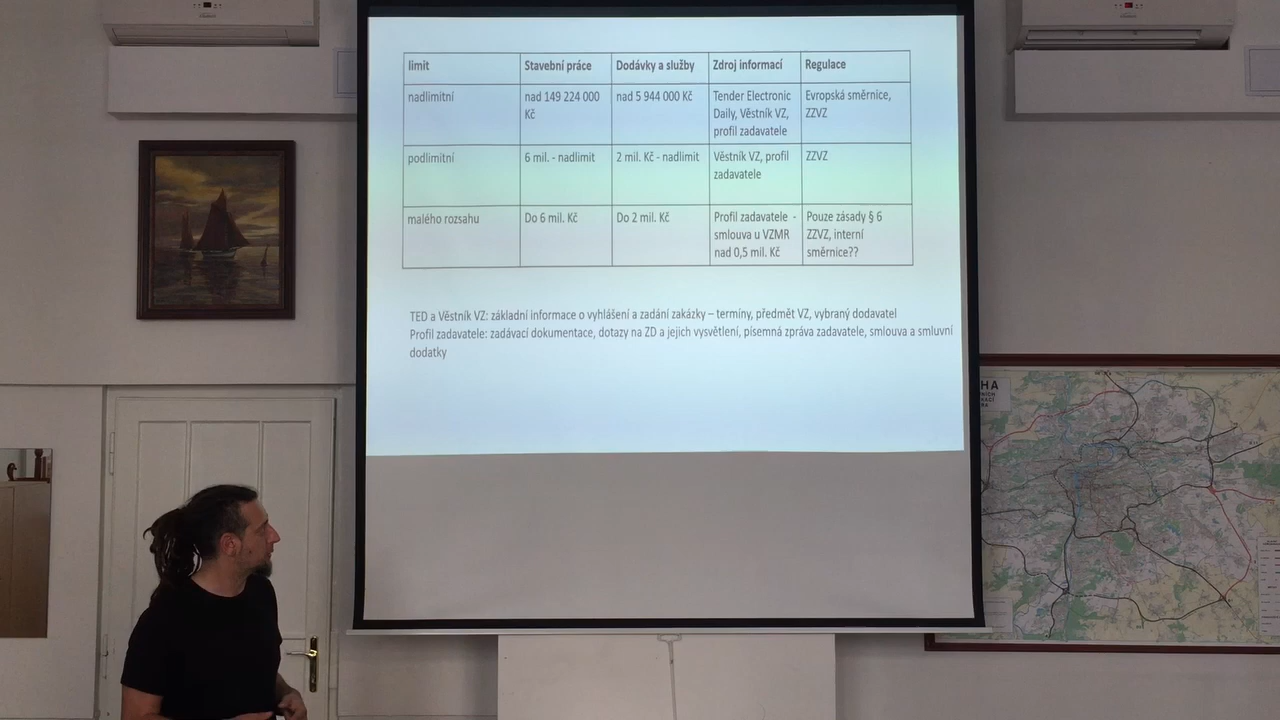 limit Stavební práce Dodávky a služby Zdroj informací Regulace
nadlimitní nad 149 224 000 Kč nad 5 944 000 Kč Tender Electronic Daily, Věstník VZ, profil zadavatele Evropská směrnice, ZZVZ
podlimitní 6 mil. - nadlimit 2 mil. Kč - nadlimit Věstník VZ, profil zadavatele ZZVZ
malého rozsahu Do 6 mil. Kč Do 2 mil. Kč Profil zadavatele - smlouva u VZMR nad 0,5 mil. Kč Pouze zásady § 6 ZZVZ, interní směrnice??
TED a Věstník VZ: základní informace o vyhlášení a zadání zakázky – termíny, předmět VZ, vybraný dodavatel
Profil zadavatele: zadávací dokumentace, dotazy na ZD a jejich vysvětlení, písemná zpráva zadavatele, smlouva a smluvní
dodatky
HA